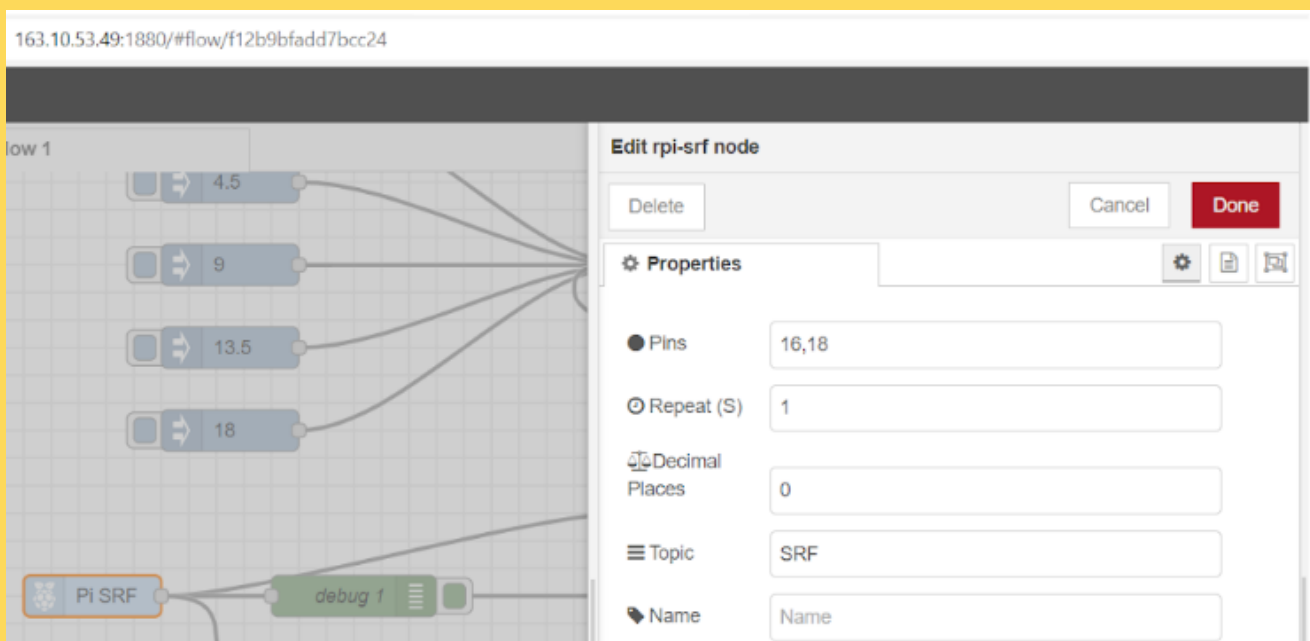 163.10.53.49:1880/#flow/f12b9bfadd7bcc24
low 1
4.5
9
13.5
18
Pi SRF
debug 1
Edit rpi-srf node
Delete
Cancel
Done
Properties
Pins
16,18
Repeat (S)
1
Decimal
Places
0
Topic
SRF
Name
Name